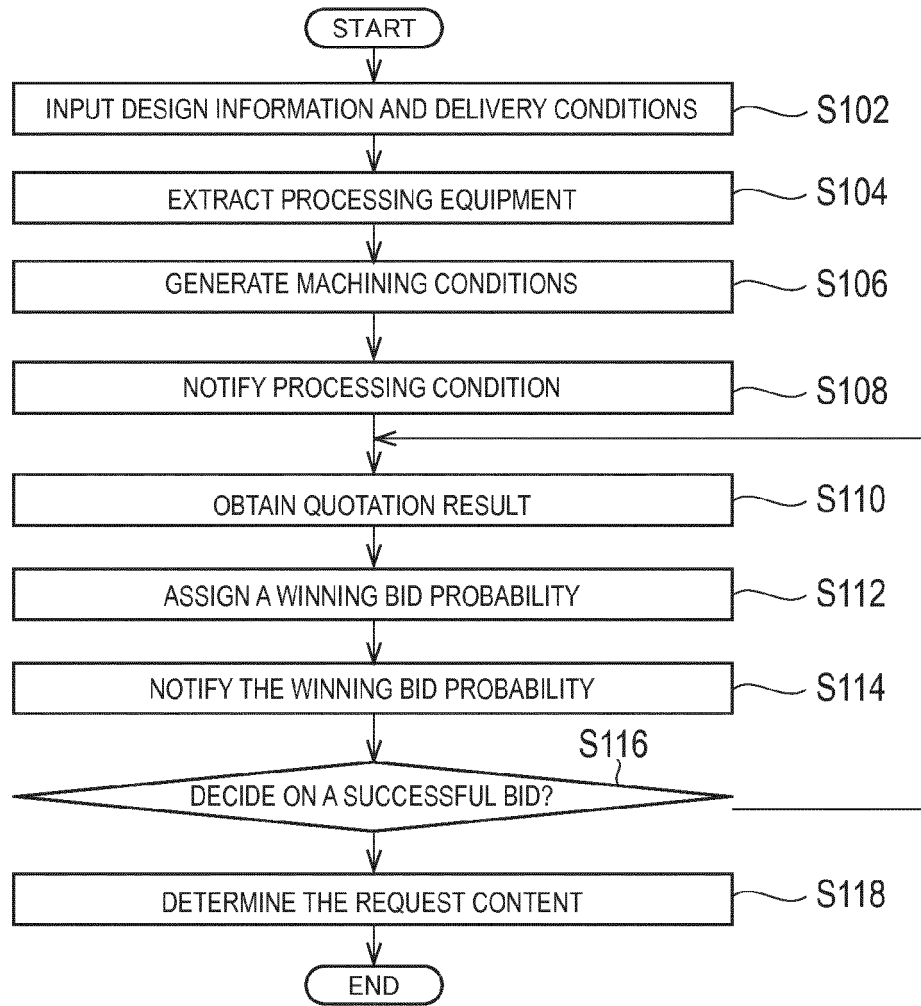 START
INPUT DESIGN INFORMATION AND DELIVERY CONDITIONS
S102
EXTRACT PROCESSING EQUIPMENT
S104
GENERATE MACHINING CONDITIONS
S106
NOTIFY PROCESSING CONDITION
S108
OBTAIN QUOTATION RESULT
S110
ASSIGN A WINNING BID PROBABILITY
S112
NOTIFY THE WINNING BID PROBABILITY
S114
S116
DECIDE ON A SUCCESSFUL BID?
DETERMINE THE REQUEST CONTENT
S118
END